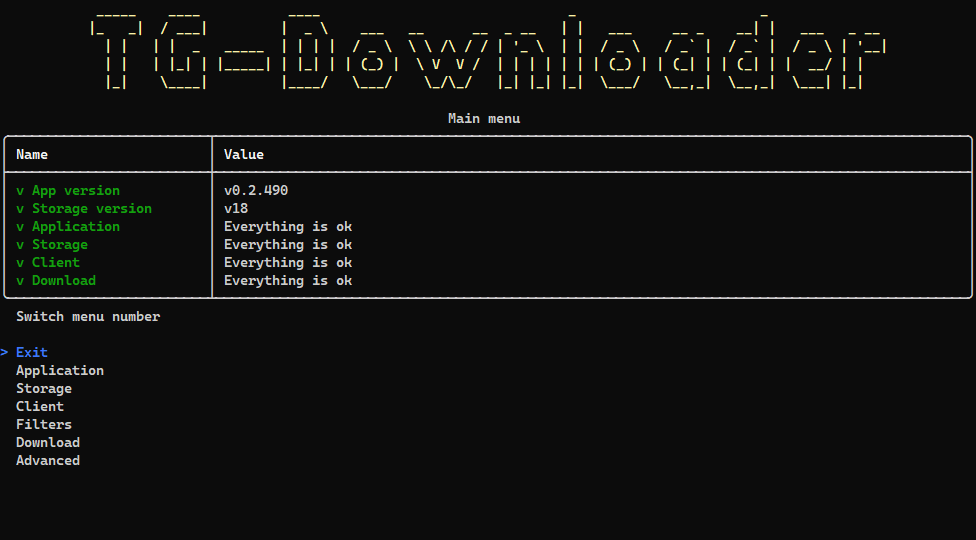 TG-Downloader
Main menu
Name Value
v App version v0.2.490
v Storage version v18
v Application Everything is ok
v Storage Everything is ok
v Client Everything is ok
v Download Everything is ok
Switch menu number
> Exit
Application
Storage
Client
Filters
Download
Advanced